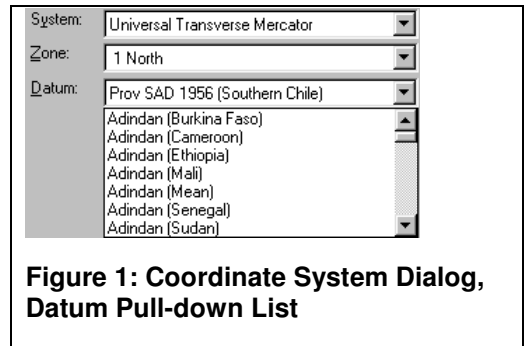 System: Universal Transverse Mercator
Zone: 1 North
Datum: Prov SAD 1956 (Southern Chile)
Adindan (Burkina Faso)
Adindan (Cameroon)
Adindan (Ethiopia)
Adindan (Mali)
Adindan (Mean)
Adindan (Senegal)
Adindan (Sudan)
Figure 1: Coordinate System Dialog,
Datum Pull-down List